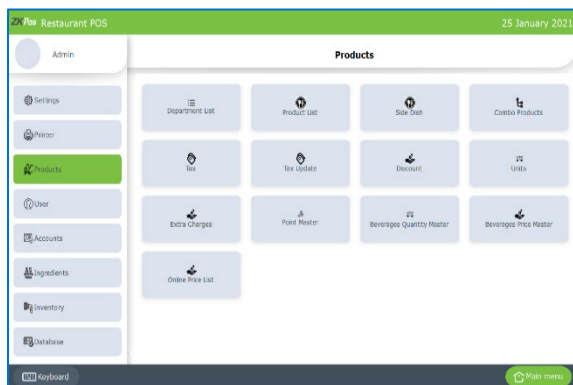 ZKPos Restaurant POS
25 January 2021
Admin
Products
Settings
Printer
Products
User
Accounts
Ingredients
Inventory
Database
Department List
Product List
Side Dish
Combo Products
Tax
Tax Update
Discount
Units
Extra Charges
Point Master
Beverages Quantity Master
Beverages Price Master
Online Price List
Keyboard
Main menu